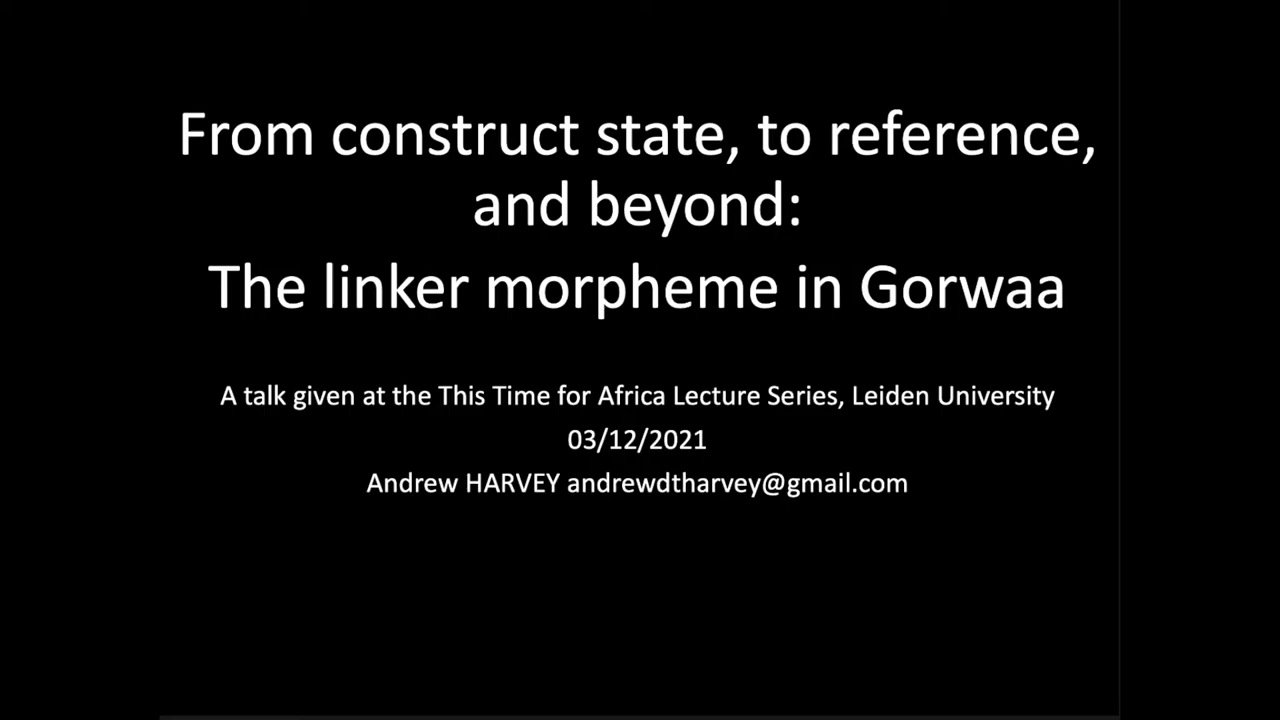 From construct state, to reference,
and beyond:
The linker morpheme in Gorwaa
A talk given at the This Time for Africa Lecture Series, Leiden University
03/12/2021
Andrew HARVEY andrewdtharvey@gmail.com